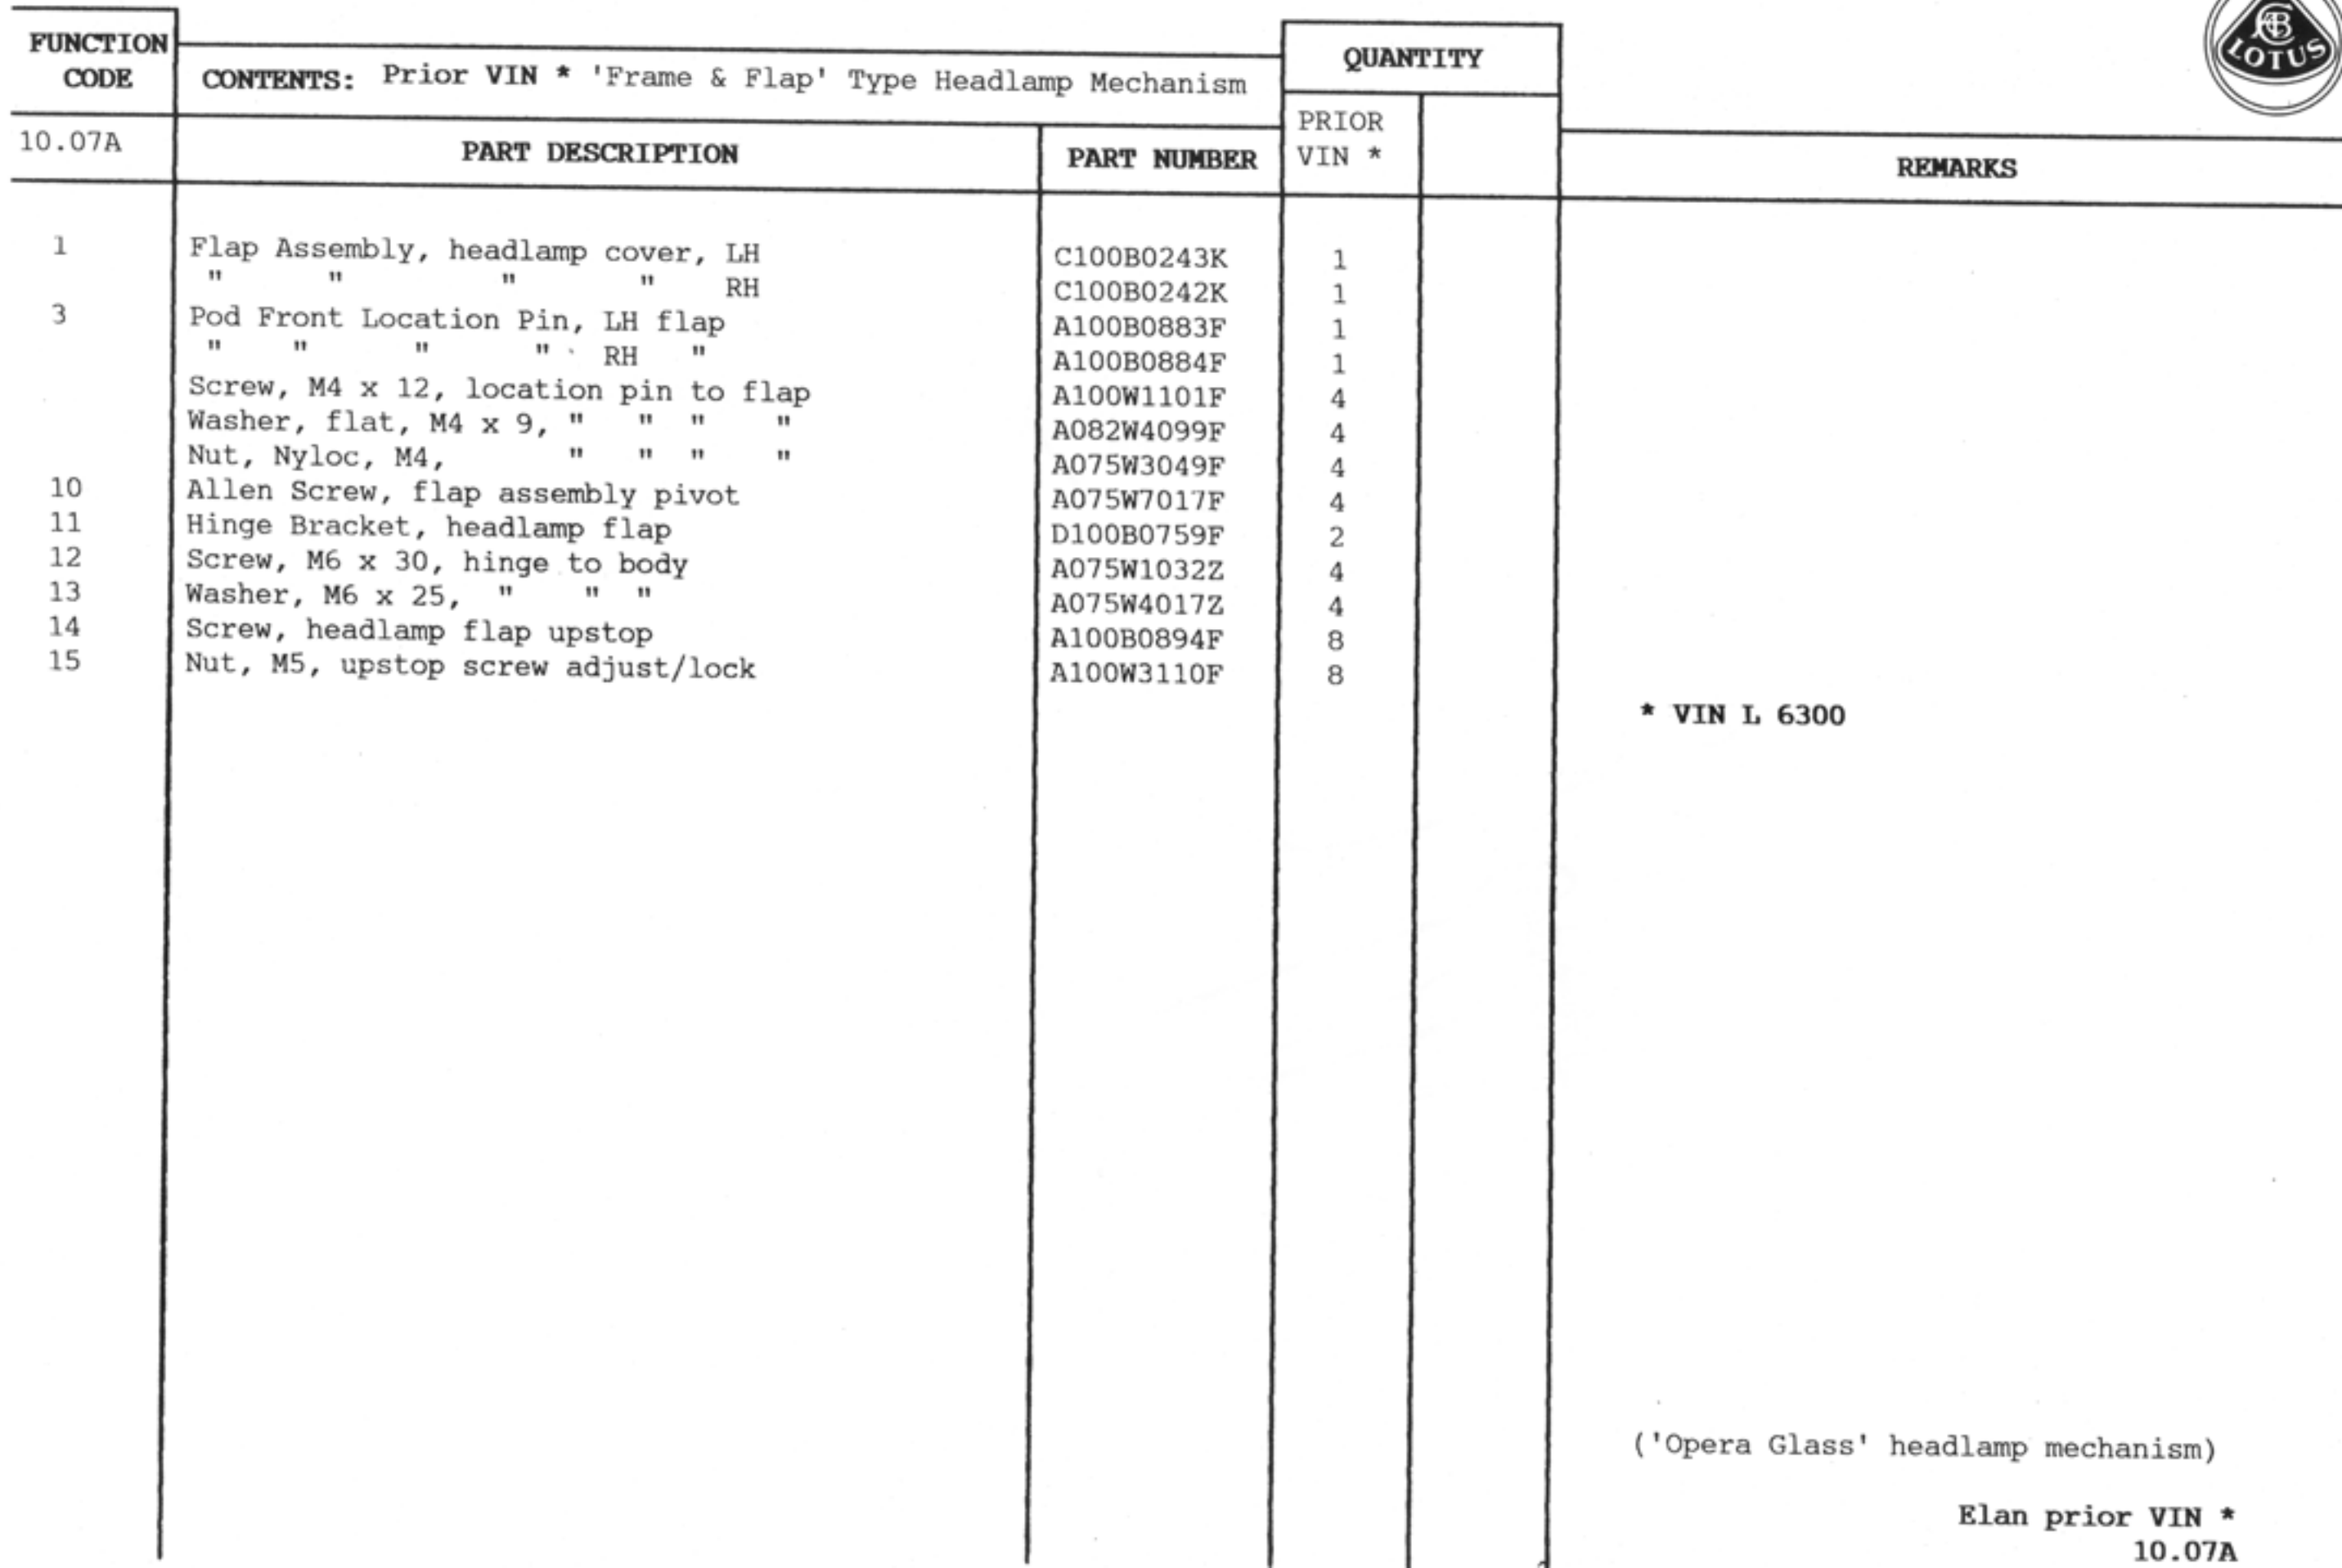 FUNCTION CODE
CONTENTS: Prior VIN * 'Frame & Flap' Type Headlamp Mechanism
QUANTITY
LOTUS
10.07A
PART DESCRIPTION
PART NUMBER
PRIOR VIN *
REMARKS
1 Flap Assembly, headlamp cover, LH C100B0243K 1
" " " " RH C100B0242K 1
3 Pod Front Location Pin, LH flap A100B0883F 1
" " " " RH " A100B0884F 1
Screw, M4 x 12, location pin to flap A100W1101F 4
Washer, flat, M4 x 9, " " " " A082W4099F 4
Nut, Nyloc, M4, " " " " A075W3049F 4
10 Allen Screw, flap assembly pivot A075W7017F 4
11 Hinge Bracket, headlamp flap D100B0759F 2
12 Screw, M6 x 30, hinge to body A075W1032Z 4
13 Washer, M6 x 25, " " " A075W4017Z 4
14 Screw, headlamp flap upstop A100B0894F 8
15 Nut, M5, upstop screw adjust/lock A100W3110F 8
* VIN L 6300
('Opera Glass' headlamp mechanism)
Elan prior VIN *
10.07A